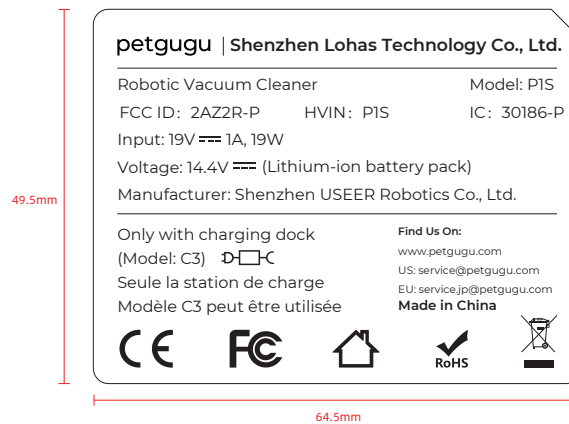 petgugu | Shenzhen Lohas Technology Co., Ltd.
Robotic Vacuum Cleaner Model: P1S
FCC ID: 2AZ2R-P HVIN: P1S IC: 30186-P
Input: 19V 1A, 19W
Voltage: 14.4V (Lithium-ion battery pack)
Manufacturer: Shenzhen USEER Robotics Co., Ltd.
49.5mm
Only with charging dock
(Model: C3)
Seule la station de charge
Modèle C3 peut être utilisée
Find Us On:
www.petgugu.com
US: service@petgugu.com
EU: service.jp@petgugu.com
Made in China
CE FC RoHS
64.5mm